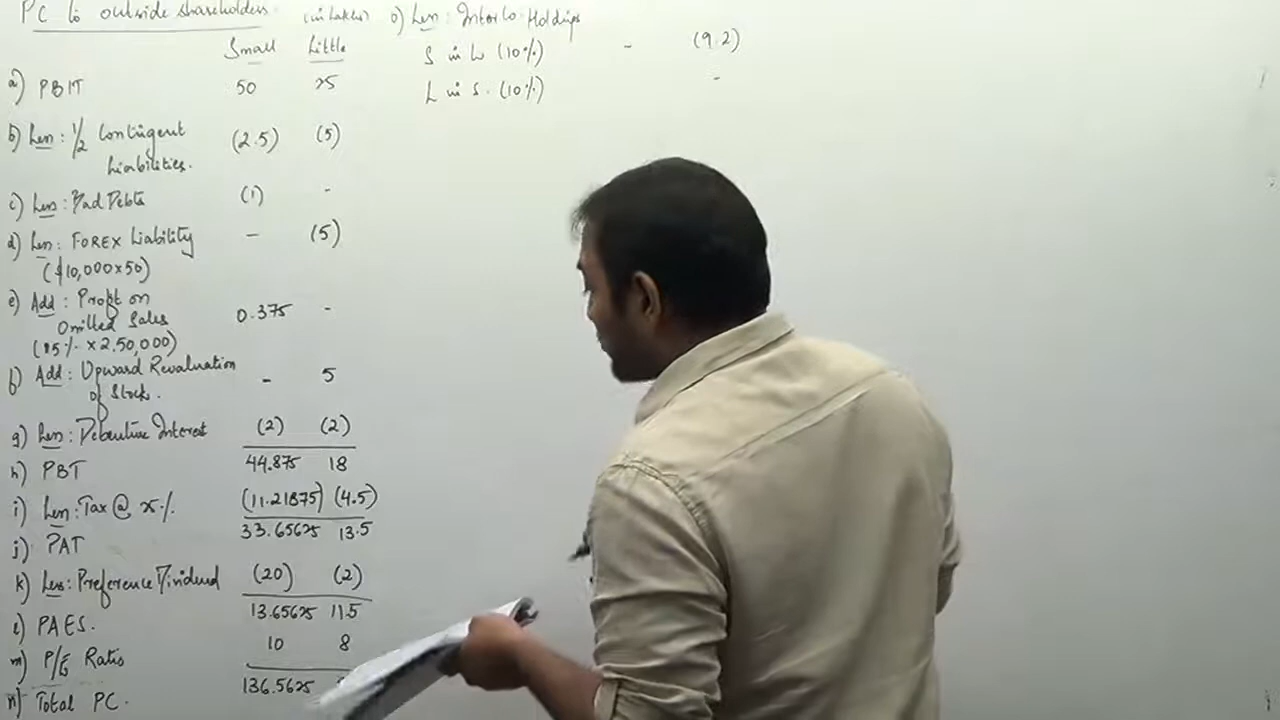 PC to outside shareholders (in Lakhs)
Small Little
a) PBIT 50 25
b) Less: 1/2 Contingent (2.5) (5)
Liabilities.
c) Less: Bad Debts (1) -
d) Less: FOREX Liability - (5)
($10,000x50)
e) Add: Profit on
Omitted Sales 0.375 -
(15% x 2,50,000)
f) Add: Upward Revaluation
of Stock. - 5
g) Less: Debenture Interest (2) (2)
h) PBT 44.875 18
i) Less: Tax @ 25% (11.21875) (4.5)
j) PAT 33.65625 13.5
k) Less: Preference Dividend (20) (2)
l) PAES. 13.65625 11.5
m) P/E Ratio 10 8
n) Total PC. 136.5625
o) Less: Inter Co Holdings
S in L (10%) - (9.2)
L in S. (10%) -